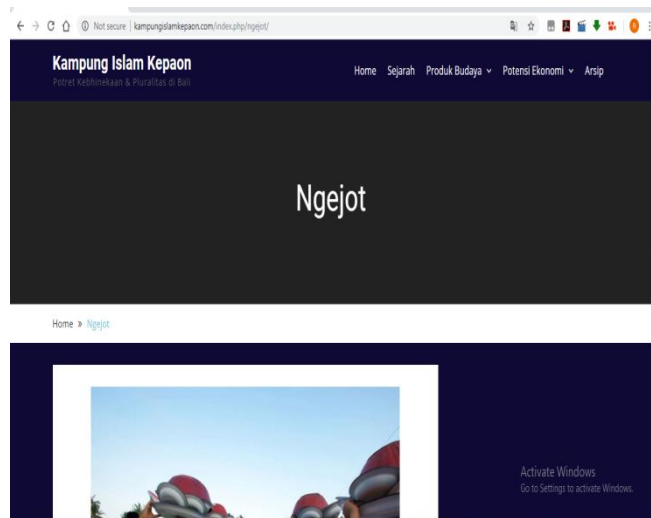 Not secure | kampungislamkepaon.com/index.php/ngejot/
Kampung Islam Kepaon
Potret Kebhinekaan & Pluralitas di Bali
Home Sejarah Produk Budaya Potensi Ekonomi Arsip
Ngejot
Home » Ngejot
Activate Windows
Go to Settings to activate Windows.